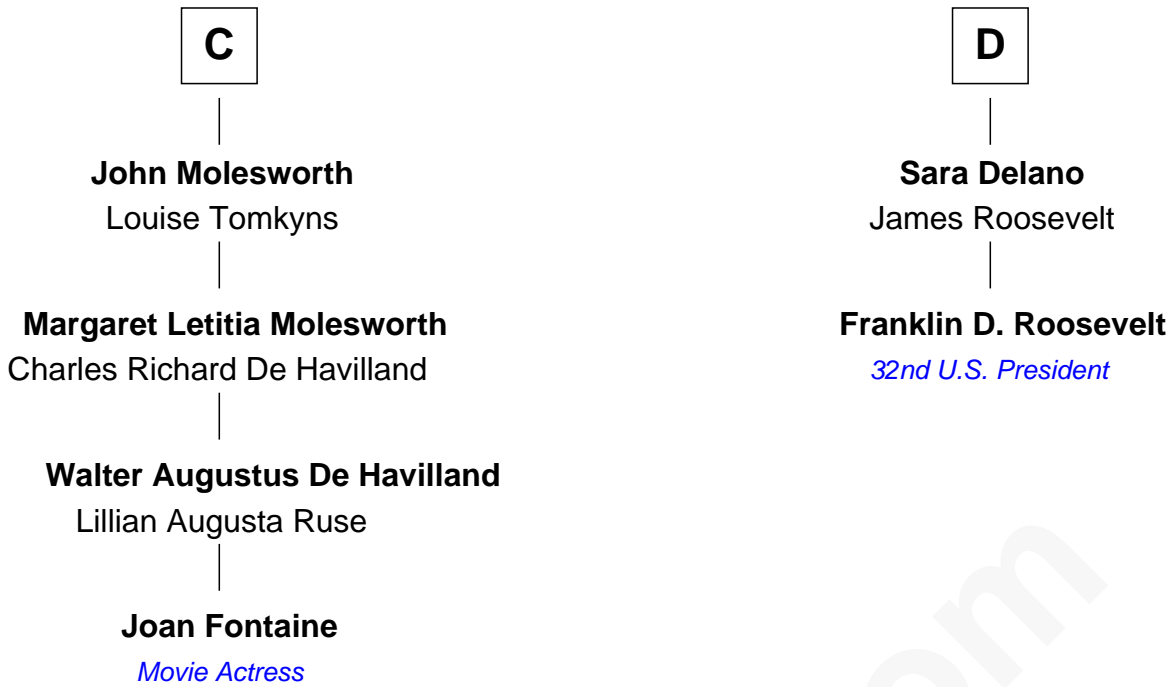 C
John Molesworth
Louise Tomkyns
Margaret Letitia Molesworth
Charles Richard De Havilland
Walter Augustus De Havilland
Lillian Augusta Ruse
Joan Fontaine
Movie Actress
D
Sara Delano
James Roosevelt
Franklin D. Roosevelt
32nd U.S. President
om